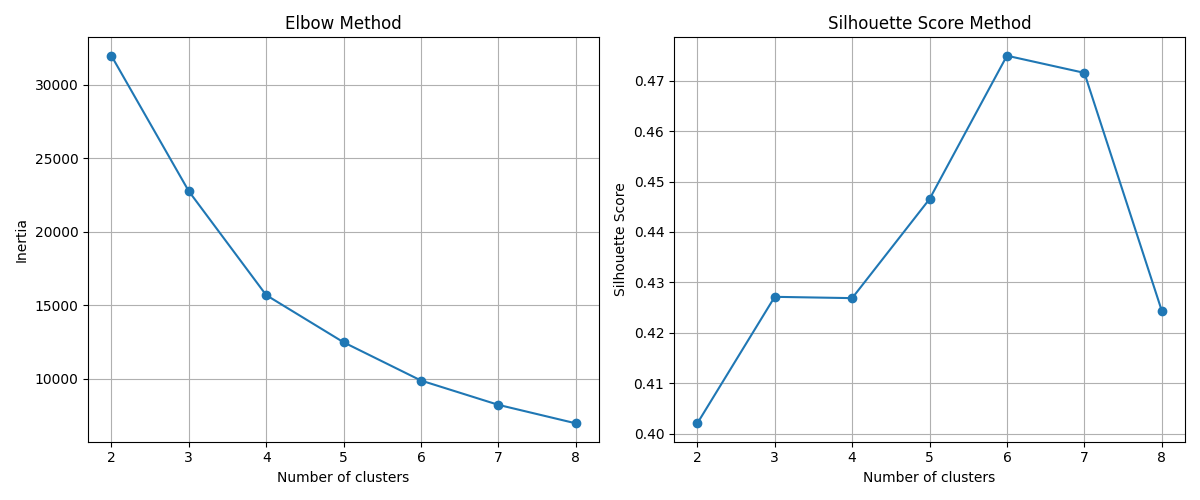 Elbow Method
Inertia
30000
25000
20000
15000
10000
2 3 4 5 6 7 8
Number of clusters
Silhouette Score Method
Silhouette Score
0.47
0.46
0.45
0.44
0.43
0.42
0.41
0.40
2 3 4 5 6 7 8
Number of clusters